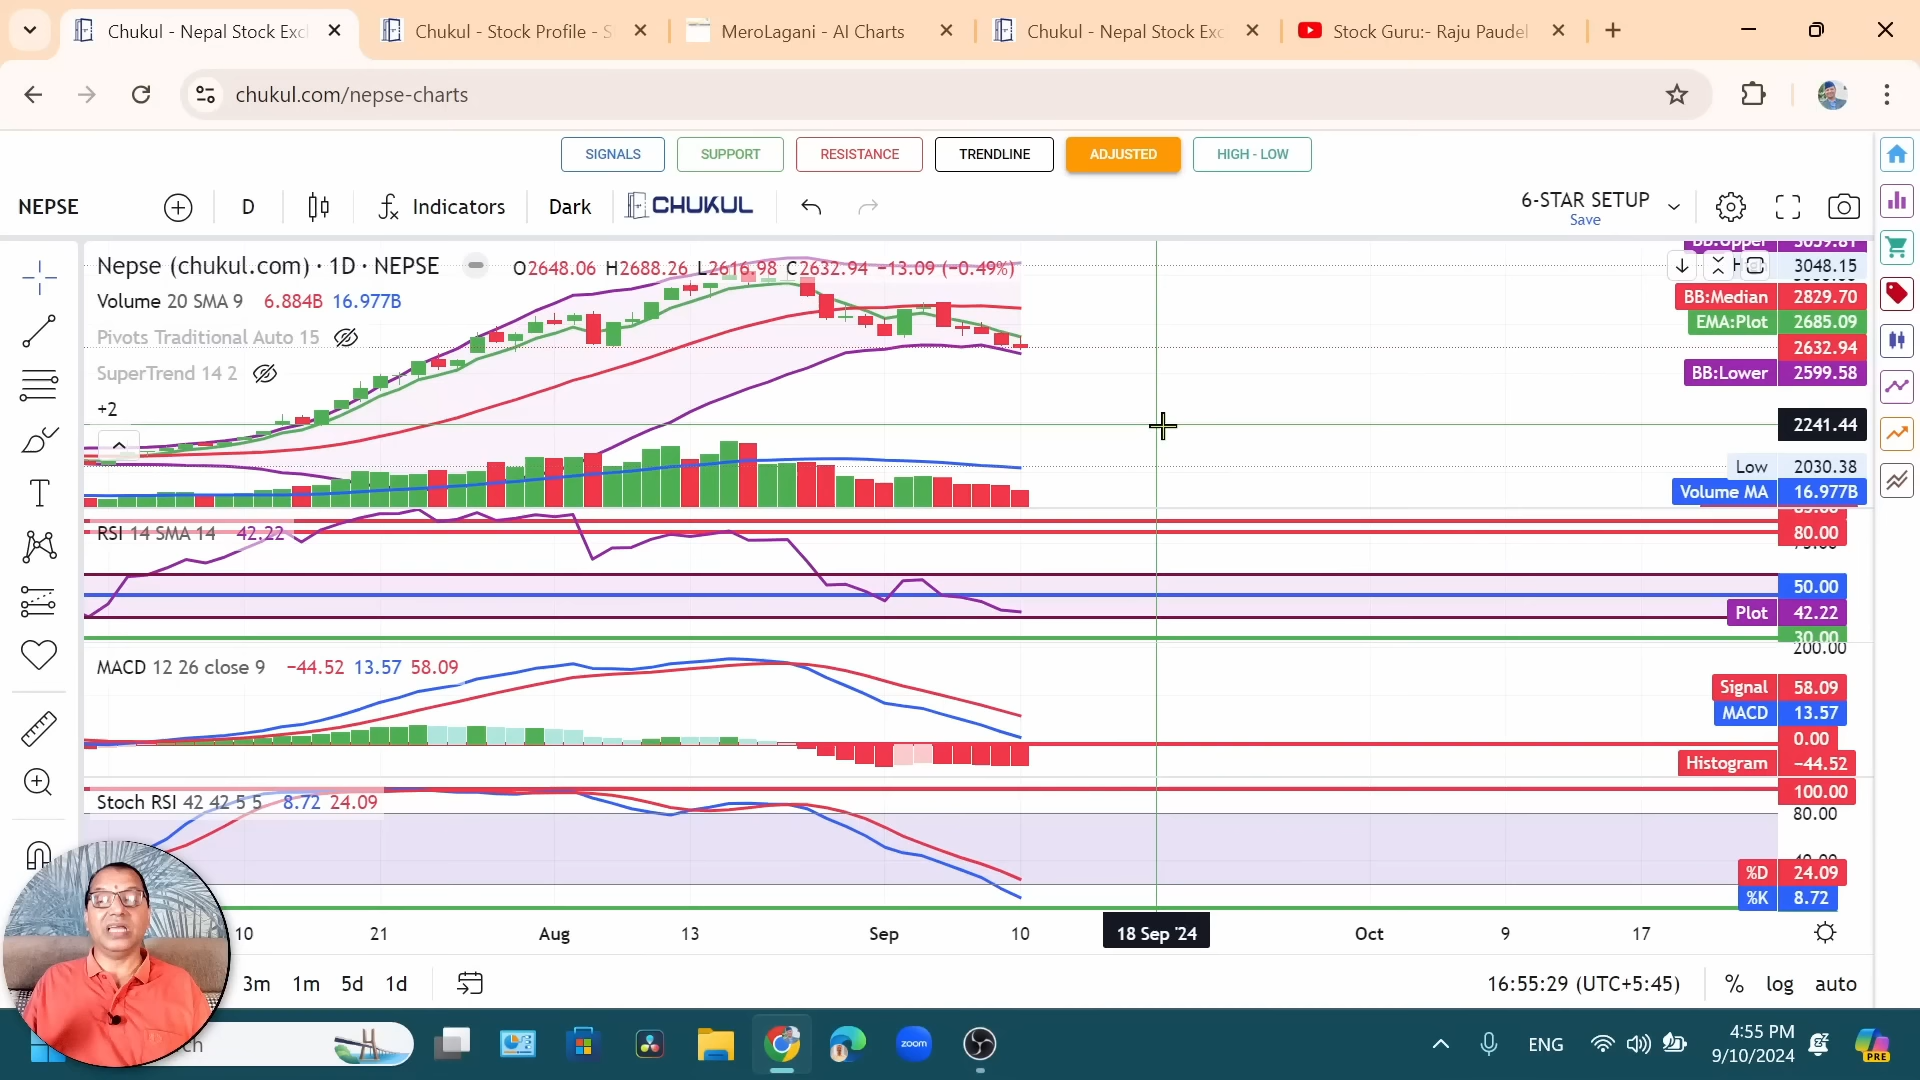 Chukul - Nepal Stock Exc
Chukul - Stock Profile - S
MeroLagani - AI Charts
Chukul - Nepal Stock Exc
Stock Guru:- Raju Paudel
chukul.com/nepse-charts
SIGNALS
SUPPORT
RESISTANCE
TRENDLINE
ADJUSTED
HIGH - LOW
NEPSE
D
Indicators
Dark
CHUKUL
6-STAR SETUP
Save
Nepse (chukul.com) · 1D · NEPSE
O2648.06 H2688.26 L2616.98 C2632.94 −13.09 (−0.49%)
Volume 20 SMA 9 6.884B 16.977B
Pivots Traditional Auto 15
SuperTrend 14 2
+2
BB:Upper 3059.81
3048.15
BB:Median 2829.70
EMA:Plot 2685.09
2632.94
BB:Lower 2599.58
2241.44
Low 2030.38
Volume MA 16.977B
RSI 14 SMA 14 42.22
80.00
50.00
Plot 42.22
30.00
200.00
MACD 12 26 close 9 −44.52 13.57 58.09
Signal 58.09
MACD 13.57
0.00
Histogram −44.52
Stoch RSI 42 42 5 5 8.72 24.09
100.00
80.00
%D 24.09
%K 8.72
10 21 Aug 13 Sep 10 18 Sep '24 Oct 9 17
3m 1m 5d 1d
16:55:29 (UTC+5:45) % log auto
zoom
ENG
4:55 PM
9/10/2024
PRE